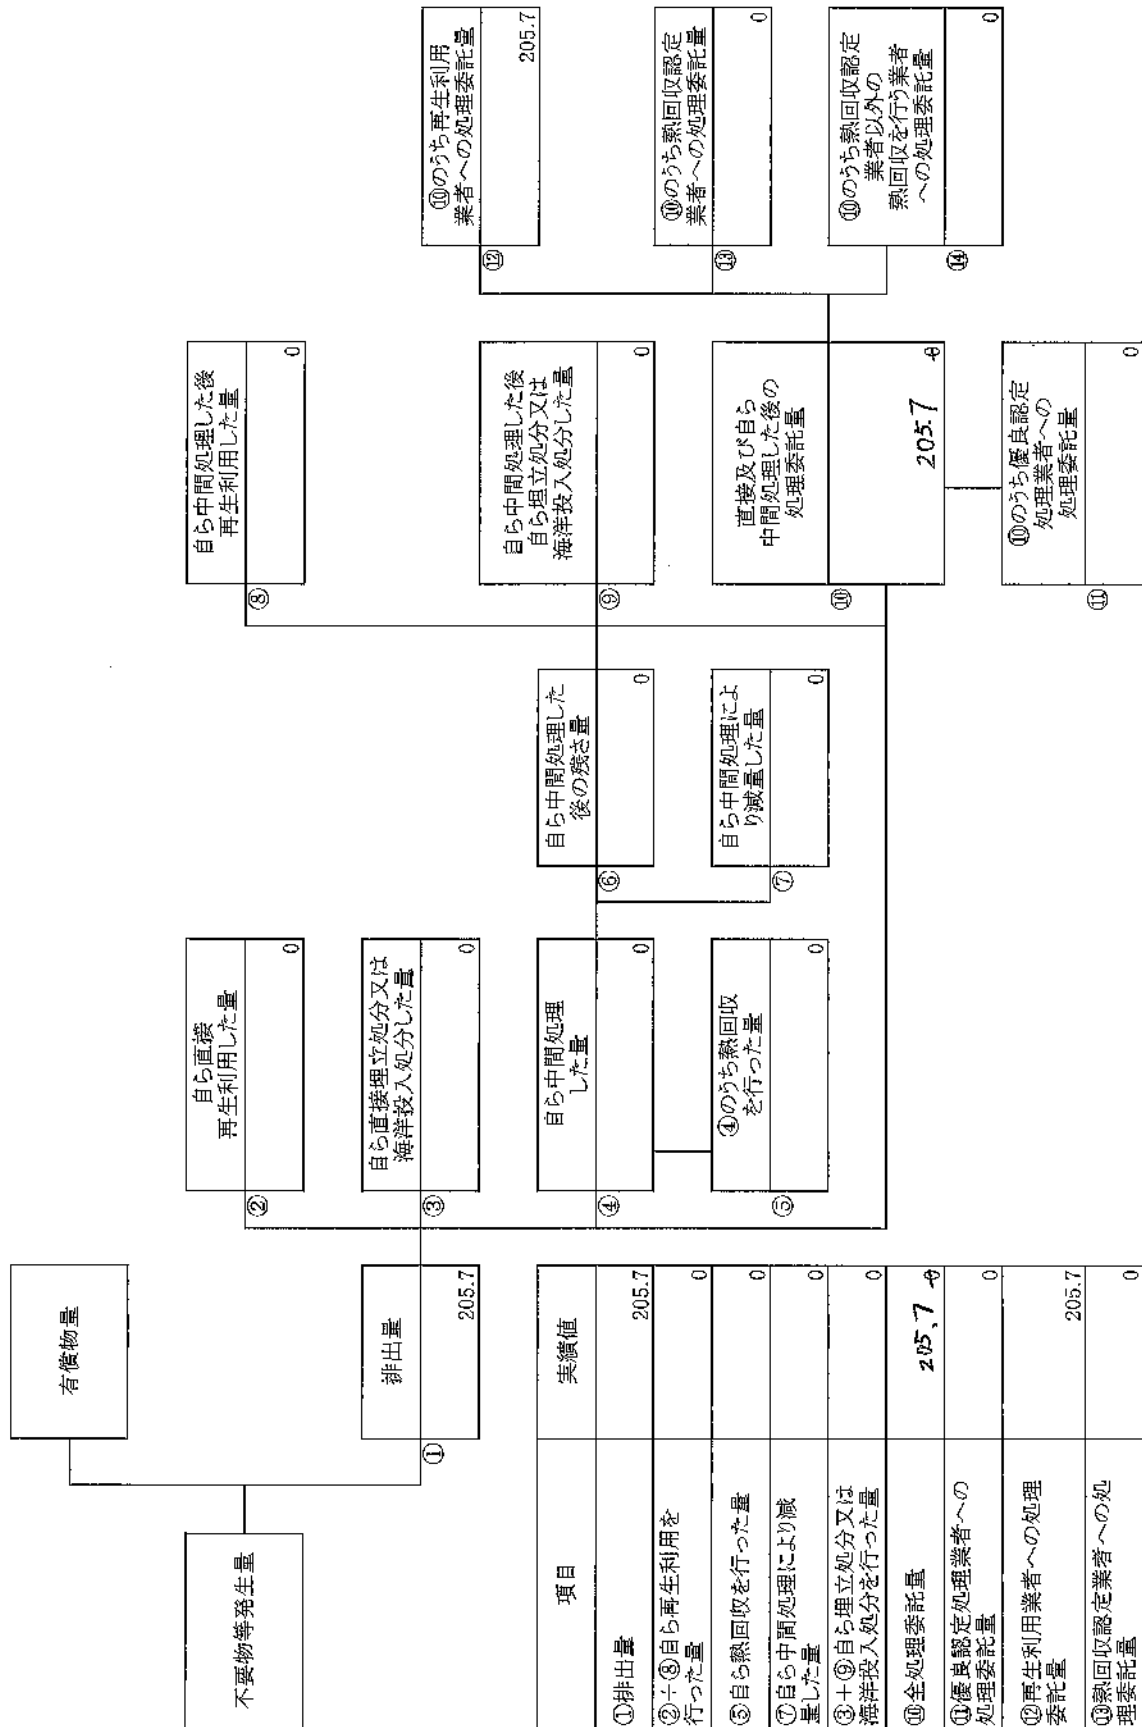 不要物等発生量
有償物量
排出量
①
205.7
自ら直接
再生利用した量
②
0
自ら直接埋立処分又は
海洋投入処分した量
③
0
自ら中間処理
した量
④
0
④のうち熱回収
を行った量
⑤
0
自ら中間処理した
後の残さ量
⑥
0
自ら中間処理によ
り減量した量
⑦
0
自ら中間処理した後
再生利用した量
⑧
0
自ら中間処理した後
自ら埋立処分又は
海洋投入処分した量
⑨
0
直接及び自ら
中間処理した後の
処理委託量
⑩
205.7 0
⑩のうち優良認定
処理業者への
処理委託量
⑪
0
⑩のうち再生利用
業者への処理委託量
⑫
205.7
⑩のうち熱回収認定
業者への処理委託量
⑬
0
⑩のうち熱回収認定
業者以外の
熱回収を行う業者
への処理委託量
⑭
0
項目 実績値
①排出量 205.7
②+⑧自ら再生利用を
行った量 0
⑤自ら熱回収を行った量 0
⑦自ら中間処理により減
量した量 0
③+⑨自ら埋立処分又は
海洋投入処分を行った量 0
⑩全処理委託量 205.7 0
⑪優良認定処理業者への
処理委託量 0
⑫再生利用業者への処理
委託量 205.7
⑬熱回収認定業者への処
理委託量 0